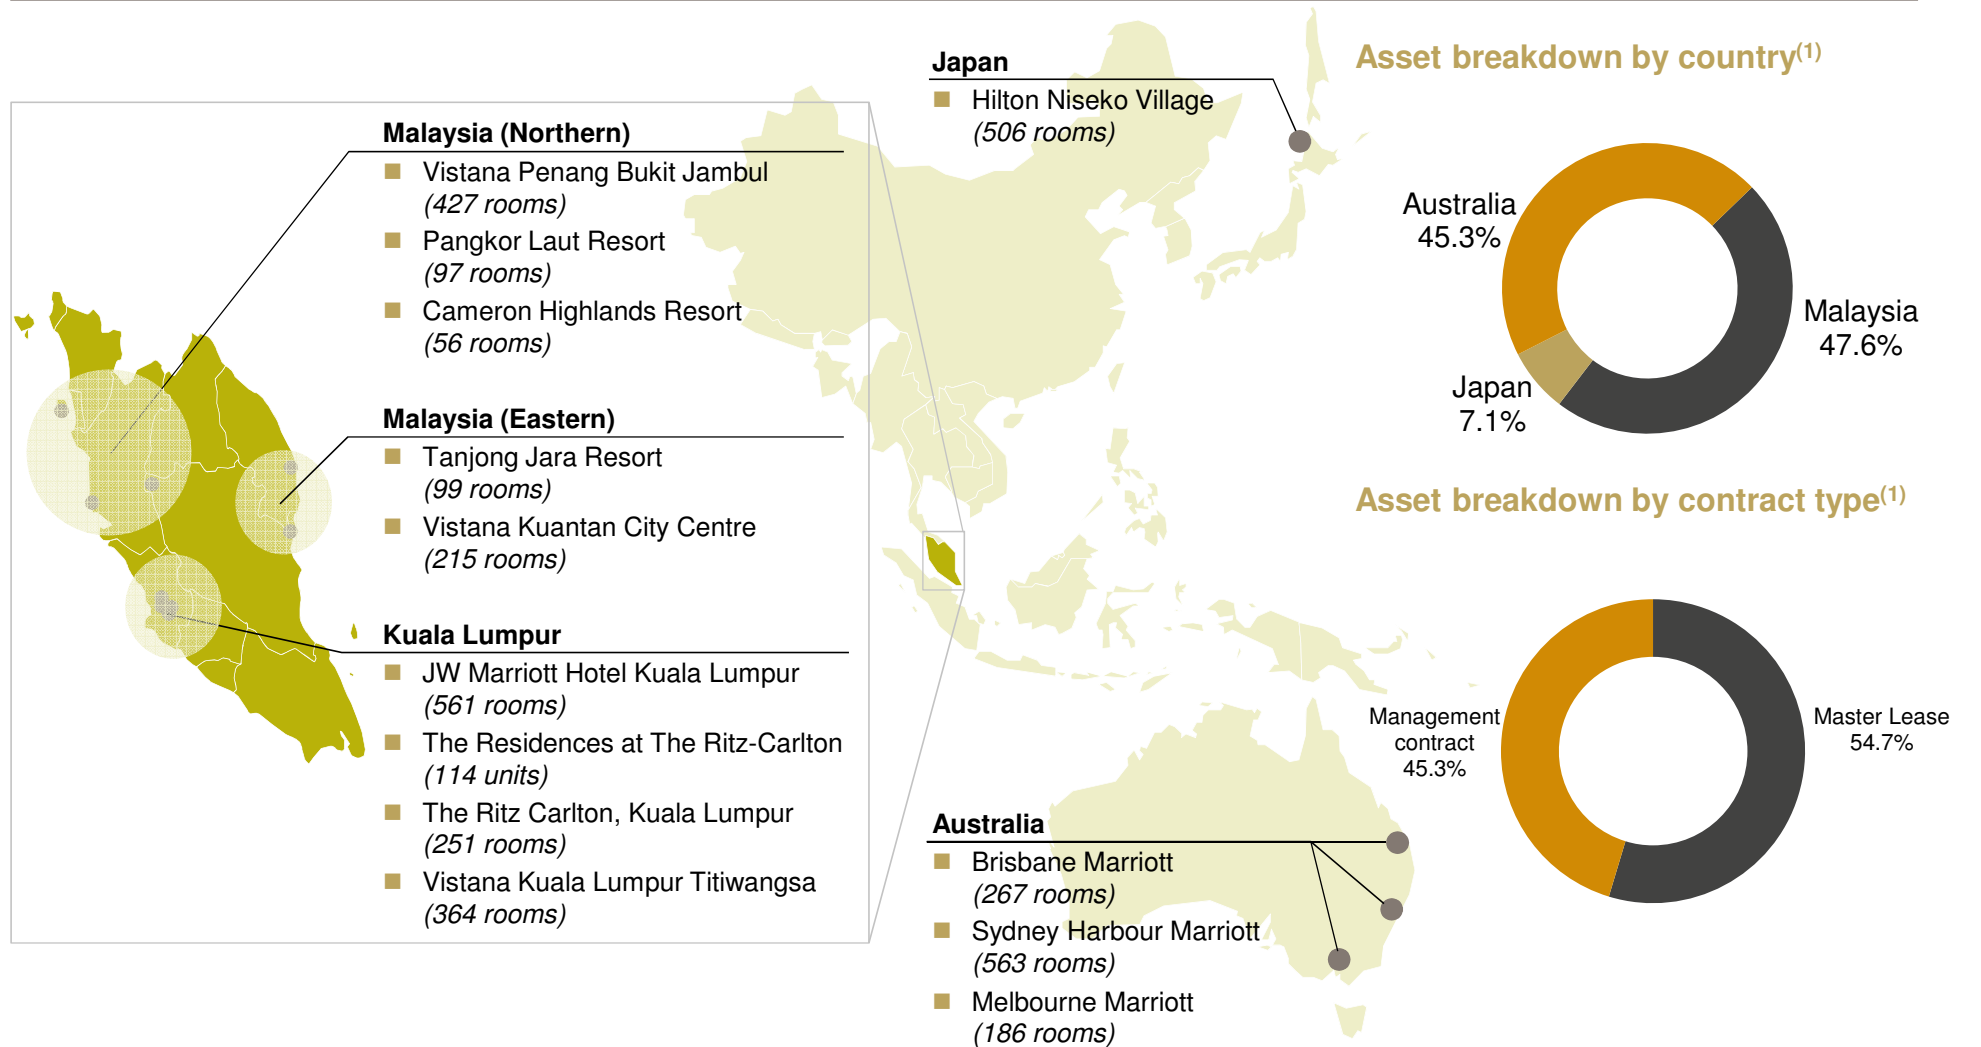 Malaysia (Northern)
Vistana Penang Bukit Jambul
(427 rooms)
Pangkor Laut Resort
(97 rooms)
Cameron Highlands Resort
(56 rooms)
Malaysia (Eastern)
Tanjong Jara Resort
(99 rooms)
Vistana Kuantan City Centre
(215 rooms)
Kuala Lumpur
JW Marriott Hotel Kuala Lumpur
(561 rooms)
The Residences at The Ritz-Carlton
(114 units)
The Ritz Carlton, Kuala Lumpur
(251 rooms)
Vistana Kuala Lumpur Titiwangsa
(364 rooms)
Japan
Hilton Niseko Village
(506 rooms)
Australia
Brisbane Marriott
(267 rooms)
Sydney Harbour Marriott
(563 rooms)
Melbourne Marriott
(186 rooms)
Asset breakdown by country(1)
Australia
45.3%
Malaysia
47.6%
Japan
7.1%
Asset breakdown by contract type(1)
Management
contract
45.3%
Master Lease
54.7%